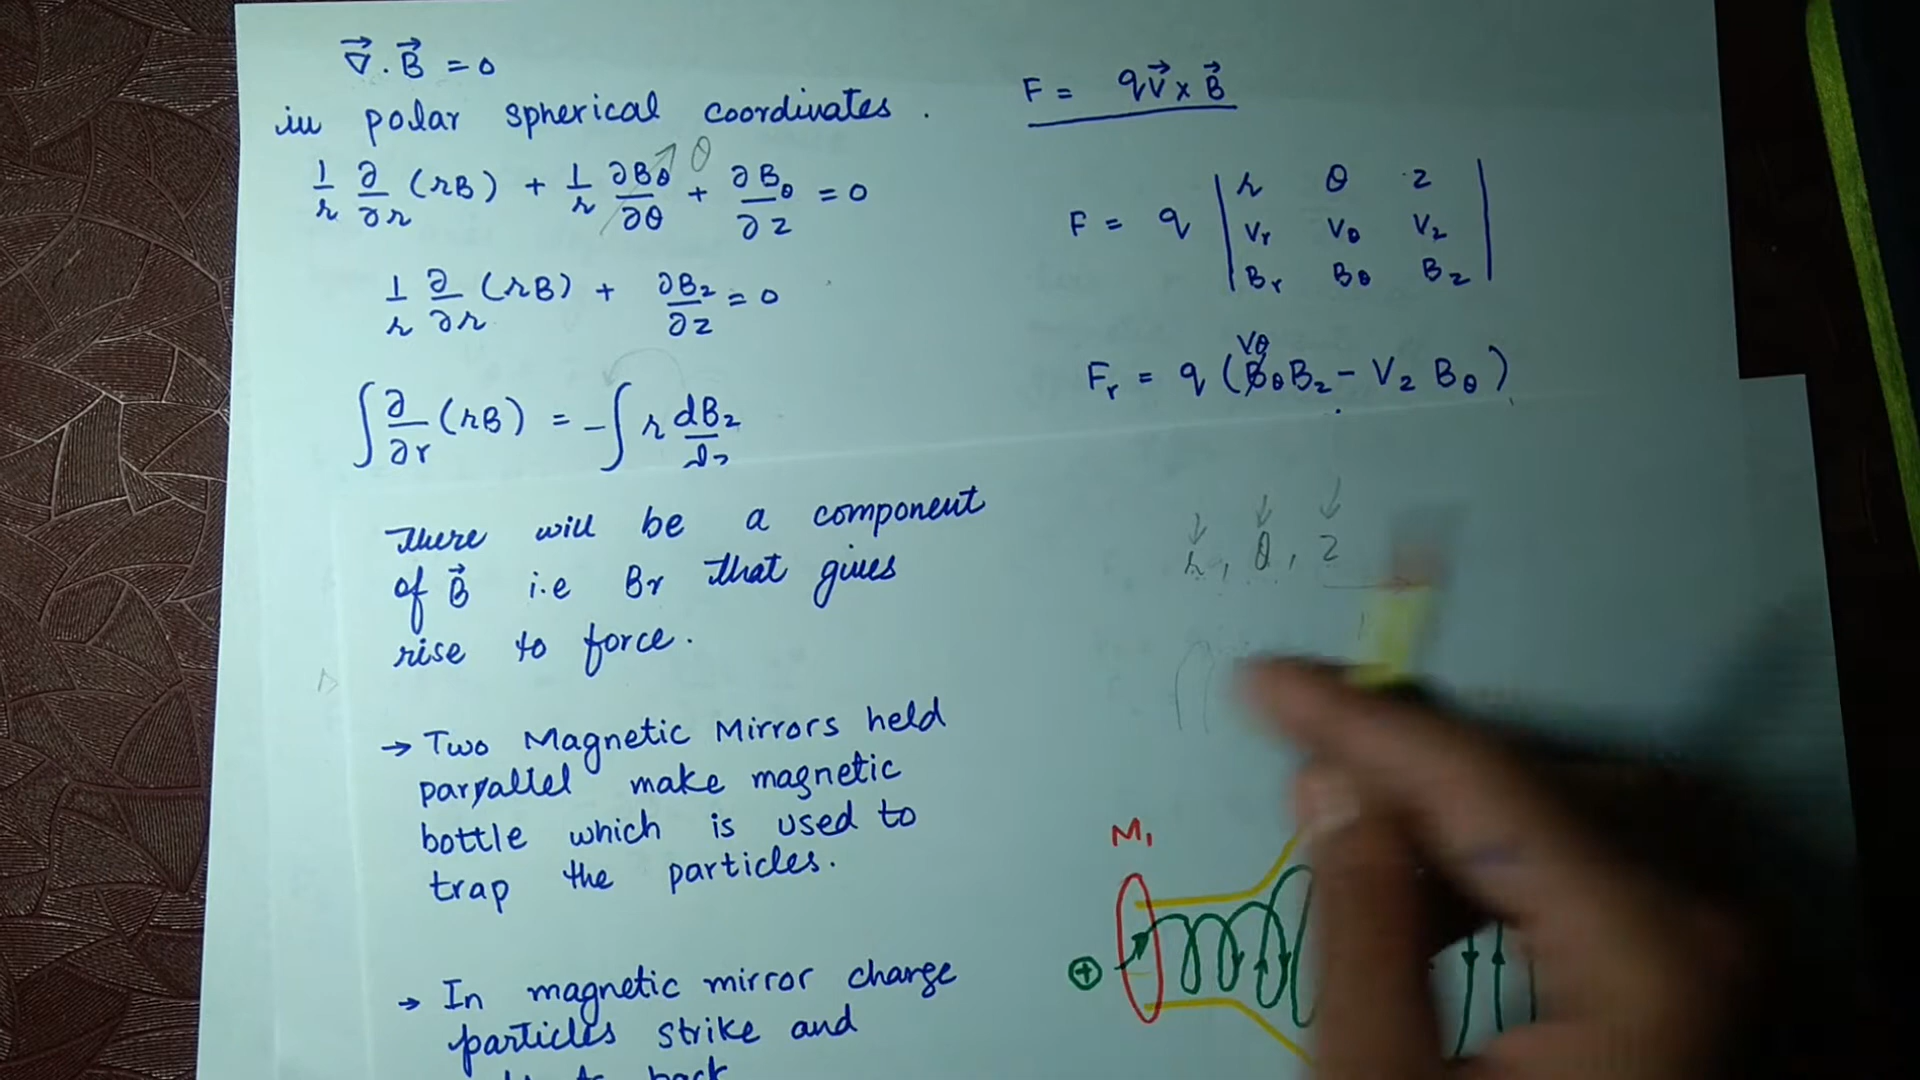 ∇⃗ . B⃗ = 0
in polar spherical coordinates .
1/r ∂/∂r (rB) + 1/r ∂Bθ/∂θ + ∂Bθ/∂z = 0
θ
1/r ∂/∂r (rB) + ∂Bz/∂z = 0
∫ ∂/∂r (rB) = -∫ r dBz/dz
There will be a component
of B⃗ i.e Br that gives
rise to force .
→ Two Magnetic Mirrors held
parallel make magnetic
bottle which is used to
trap the particles .
→ In magnetic mirror charge
particles strike and
back
F = qV⃗ × B⃗
F = q | r θ z
Vr Vθ Vz
Br Bθ Bz |
Vθ
Fr = q (BθBz - Vz Bθ)
r , θ , z
M1
+